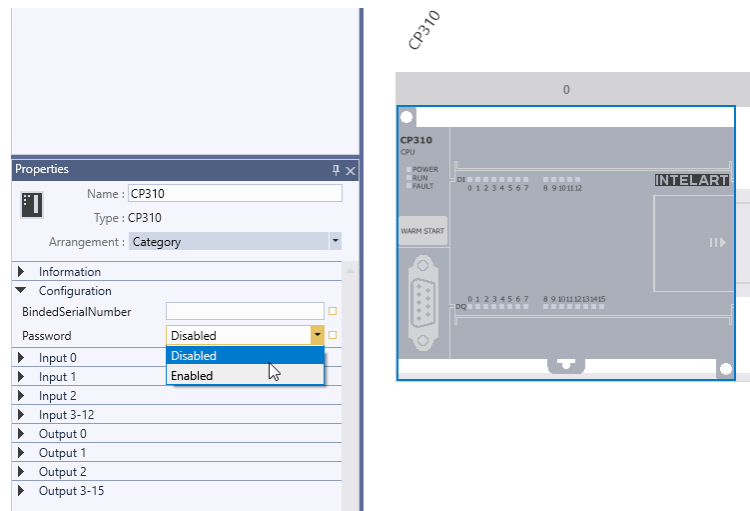 Properties
Name : CP310
Type : CP310
Arrangement : Category
Information
Configuration
BindedSerialNumber
Password Disabled
Disabled
Enabled
Input 0
Input 1
Input 2
Input 3-12
Output 0
Output 1
Output 2
Output 3-15
CP310
0
CP310
CPU
POWER
RUN
FAULT
DI
0 1 2 3 4 5 6 7 8 9 10 11 12
INTELART
WARM START
0 1 2 3 4 5 6 7 8 9 10 11 12 13 14 15
DQ